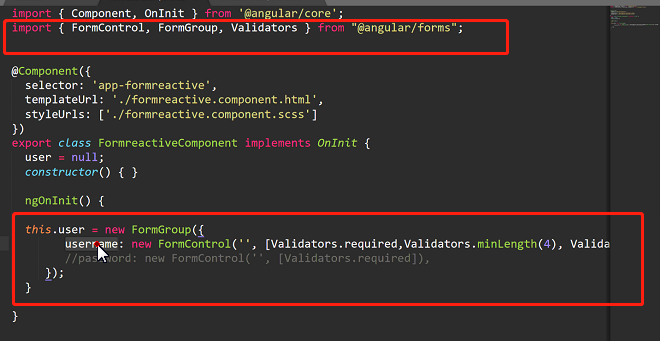 import { Component, OnInit } from '@angular/core';
import { FormControl, FormGroup, Validators } from "@angular/forms";
@Component({
selector: 'app-formreactive',
templateUrl: './formreactive.component.html',
styleUrls: ['./formreactive.component.scss']
})
export class FormreactiveComponent implements OnInit {
user = null;
constructor() { }
ngOnInit() {
this.user = new FormGroup({
username: new FormControl('', [Validators.required,Validators.minLength(4), Valida
//password: new FormControl('', [Validators.required]),
});
}
}